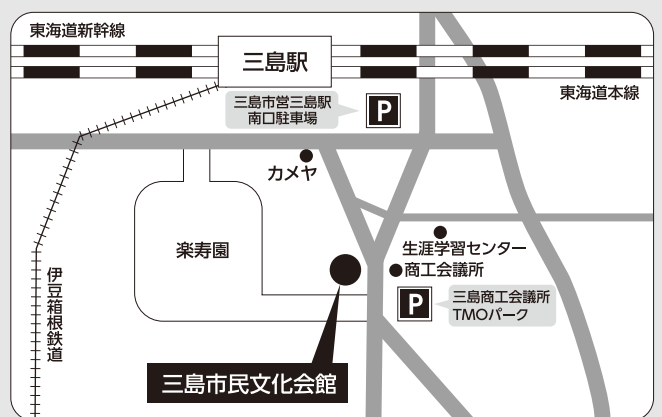 東海道新幹線
三島駅
東海道本線
三島市営三島駅
南口駐車場
P
カメヤ
楽寿園
生涯学習センター
商工会議所
伊豆箱根鉄道
P
三島商工会議所
TMOパーク
三島市民文化会館